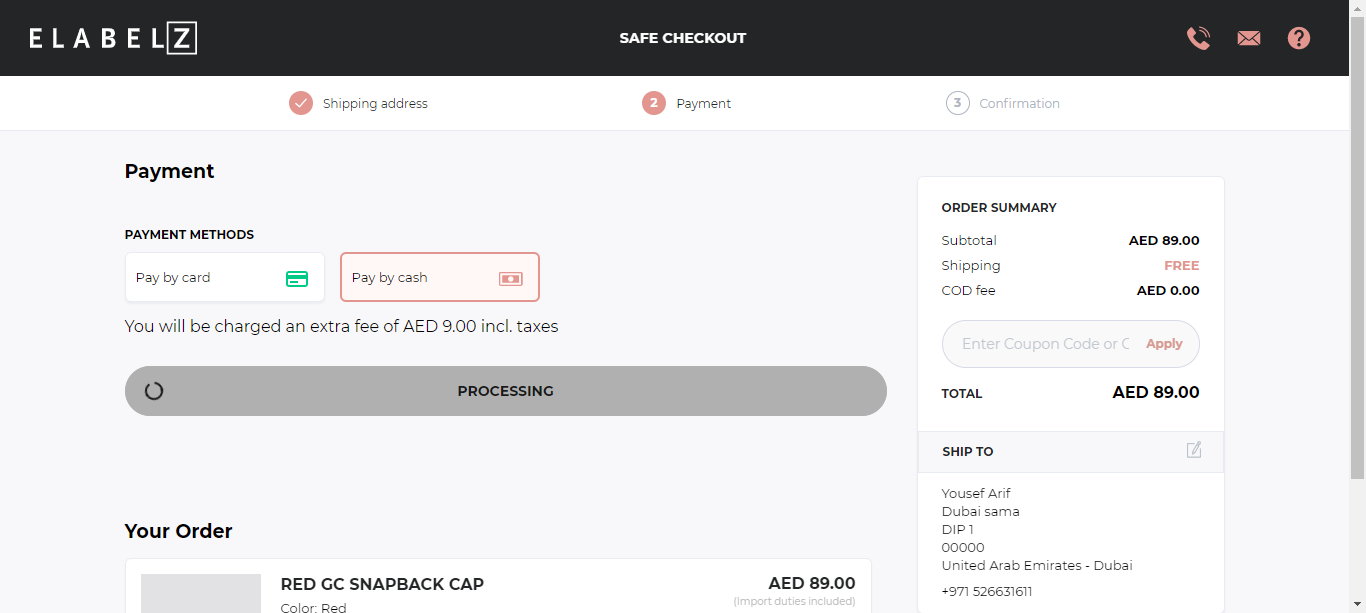 ELABELZ
SAFE CHECKOUT
?
Shipping address
2 Payment
3 Confirmation
Payment
PAYMENT METHODS
Pay by card
Pay by cash
You will be charged an extra fee of AED 9.00 incl. taxes
PROCESSING
Your Order
RED GC SNAPBACK CAP
AED 89.00
(Import duties included)
Color: Red
ORDER SUMMARY
Subtotal AED 89.00
Shipping FREE
COD fee AED 0.00
Enter Coupon Code or C Apply
TOTAL AED 89.00
SHIP TO
Yousef Arif
Dubai sama
DIP 1
00000
United Arab Emirates - Dubai
+971 526631611